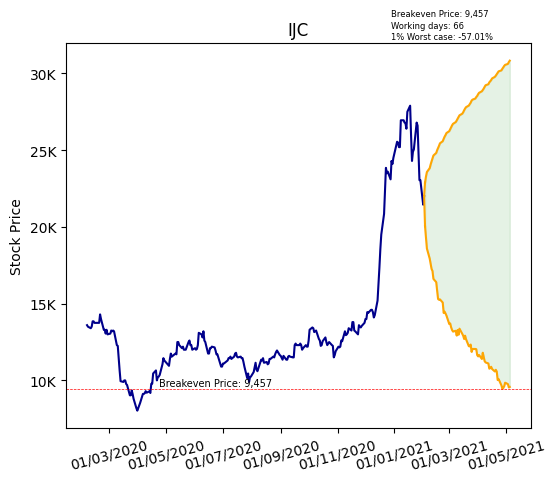 Breakeven Price: 9,457
Working days: 66
1% Worst case: -57.01%
IJC
Stock Price
30K
25K
20K
15K
10K
Breakeven Price: 9,457
01/03/2020
01/05/2020
01/07/2020
01/09/2020
01/11/2020
01/01/2021
01/03/2021
01/05/2021